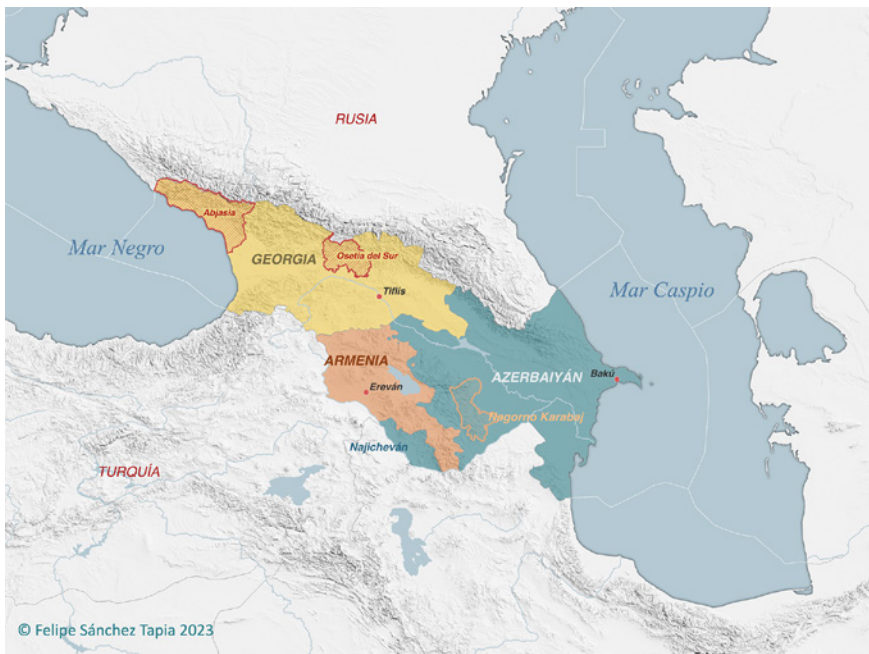 RUSIA
Abjasia
Mar Negro
GEORGIA
Osetia del Sur
Tiflis
Mar Caspio
ARMENIA
AZERBAIYÁN
Bakú
Ereván
Nagorno Karabaj
Najicheván
TURQUÍA
© Felipe Sánchez Tapia 2023